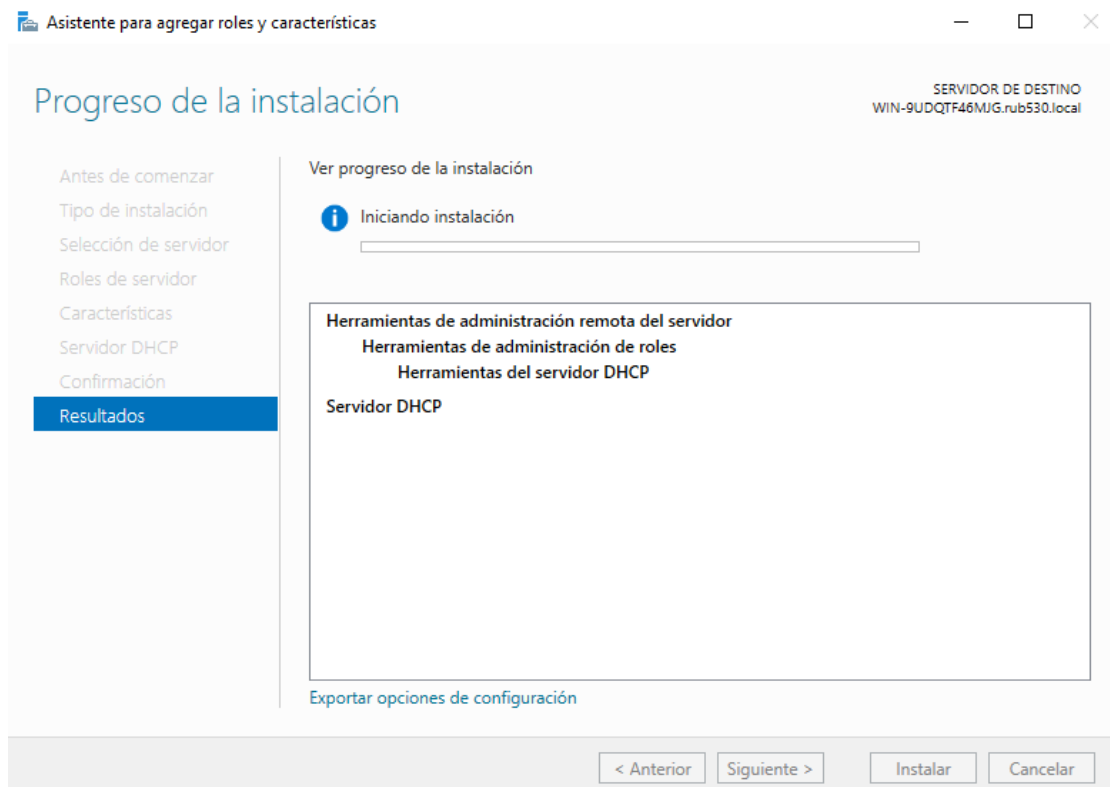 Asistente para agregar roles y características
Progreso de la instalación
SERVIDOR DE DESTINO
WIN-9UDQTF46MJG.rub530.local
Antes de comenzar
Tipo de instalación
Selección de servidor
Roles de servidor
Características
Servidor DHCP
Confirmación
Resultados
Ver progreso de la instalación
Iniciando instalación
Herramientas de administración remota del servidor
Herramientas de administración de roles
Herramientas del servidor DHCP
Servidor DHCP
Exportar opciones de configuración
< Anterior
Siguiente >
Instalar
Cancelar